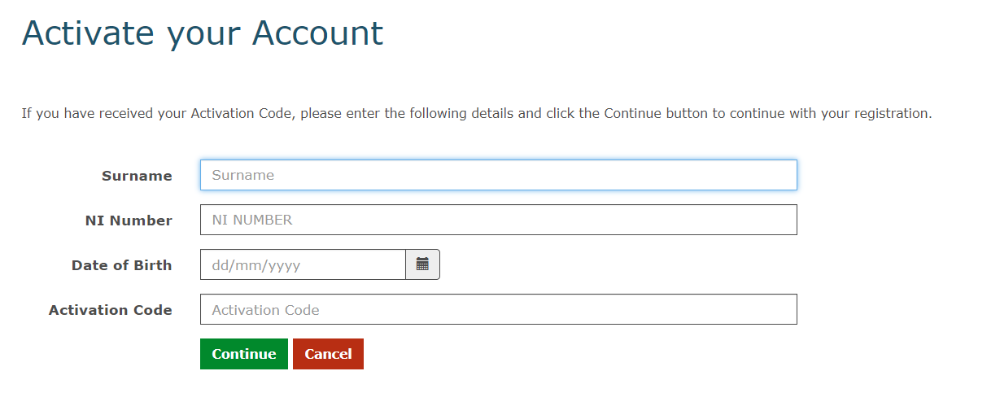 Activate your Account
If you have received your Activation Code, please enter the following details and click the Continue button to continue with your registration.
Surname Surname
NI Number NI NUMBER
Date of Birth dd/mm/yyyy
Activation Code Activation Code
Continue Cancel